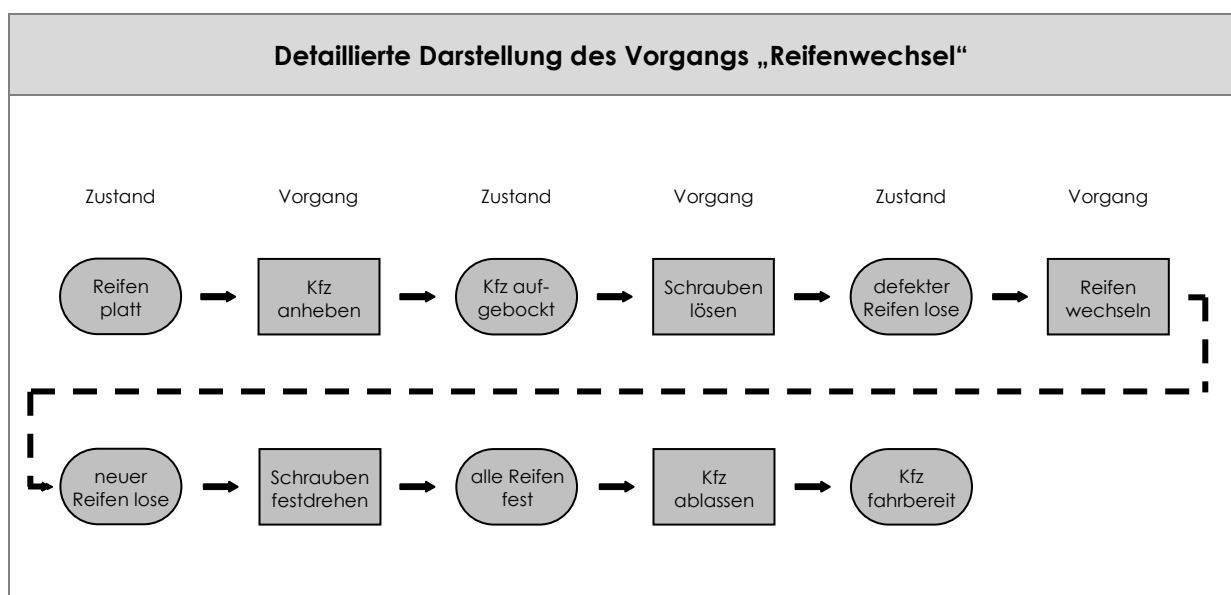 Detaillierte Darstellung des Vorgangs „Reifenwechsel“
Zustand
Vorgang
Zustand
Vorgang
Zustand
Vorgang
Reifen
platt
Kfz
anheben
Kfz auf-
gebockt
Schrauben
lösen
defekter
Reifen lose
Reifen
wechseln
neuer
Reifen lose
Schrauben
festdrehen
alle Reifen
fest
Kfz
ablassen
Kfz
fahrbereit